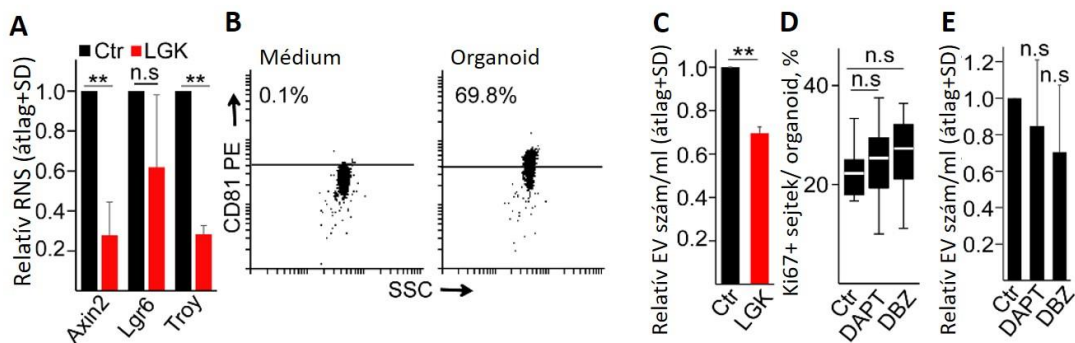 A
Relatív RNS (átlag+SD)
Ctr LGK
** n.s **
1.0
0.8
0.6
0.4
0.2
Axin2
Lgr6
Troy
B
Médium
0.1%
Organoid
69.8%
CD81 PE
SSC
C
Relatív EV szám/ml (átlag+SD)
**
1.0
0.8
0.6
0.4
0.2
Ctr
LGK
D
Ki67+ sejtek/ organoid, %
n.s
n.s
40
20
Ctr
DAPT
DBZ
E
Relatív EV szám/ml (átlag+SD)
n.s
n.s
1.2
1.0
0.8
0.6
0.4
0.2
Ctr
DAPT
DBZ